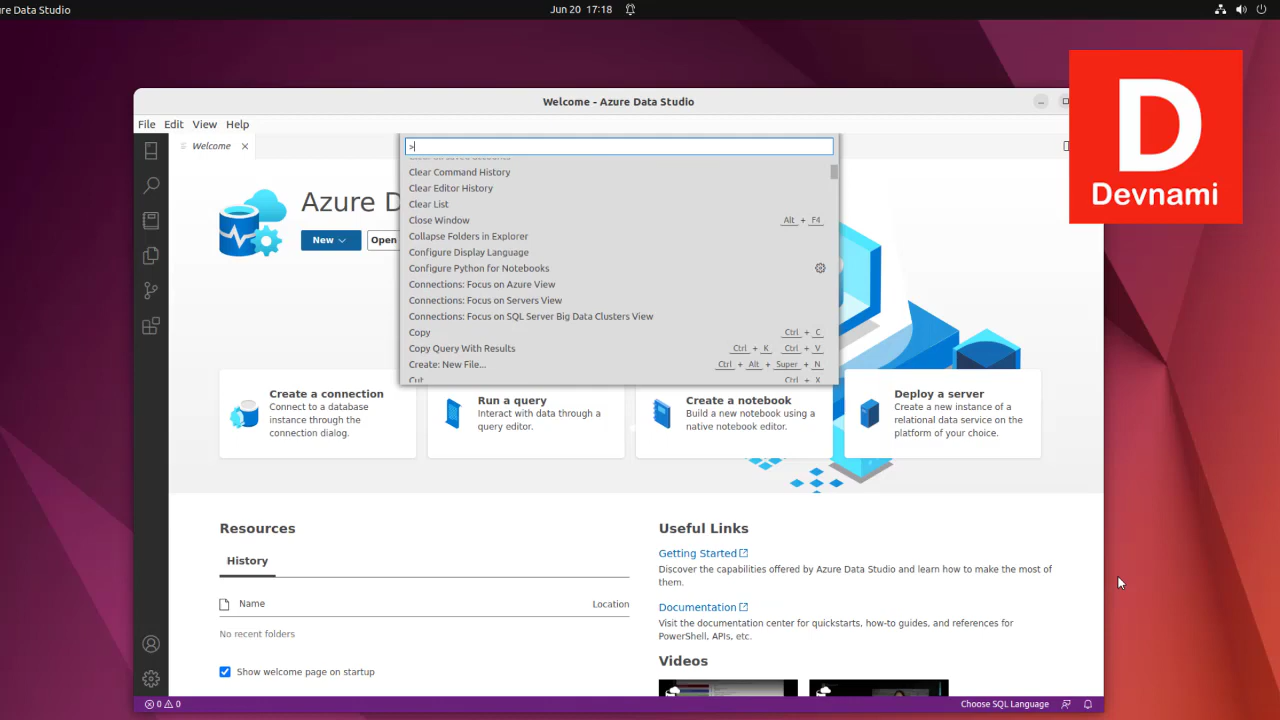 re Data Studio
Jun 20 17:18
Welcome - Azure Data Studio
File Edit View Help
Welcome
>
Clear Command History
Clear Editor History
Clear List
Close Window Alt + F4
Collapse Folders in Explorer
Configure Display Language
Configure Python for Notebooks
Connections: Focus on Azure View
Connections: Focus on Servers View
Connections: Focus on SQL Server Big Data Clusters View
Copy Ctrl + C
Copy Query With Results Ctrl + K Ctrl + V
Create: New File... Ctrl + Alt + Super + N
Cut Ctrl + X
D
Devnami
Azure D
New
Open
Create a connection
Connect to a database
instance through the
connection dialog.
Run a query
Interact with data through a
query editor.
Create a notebook
Build a new notebook using a
native notebook editor.
Deploy a server
Create a new instance of a
relational data service on the
platform of your choice.
Resources
History
Name Location
No recent folders
Show welcome page on startup
Useful Links
Getting Started
Discover the capabilities offered by Azure Data Studio and learn how to make the most of
them.
Documentation
Visit the documentation center for quickstarts, how-to guides, and references for
PowerShell, APIs, etc.
Videos
0 0
Choose SQL Language